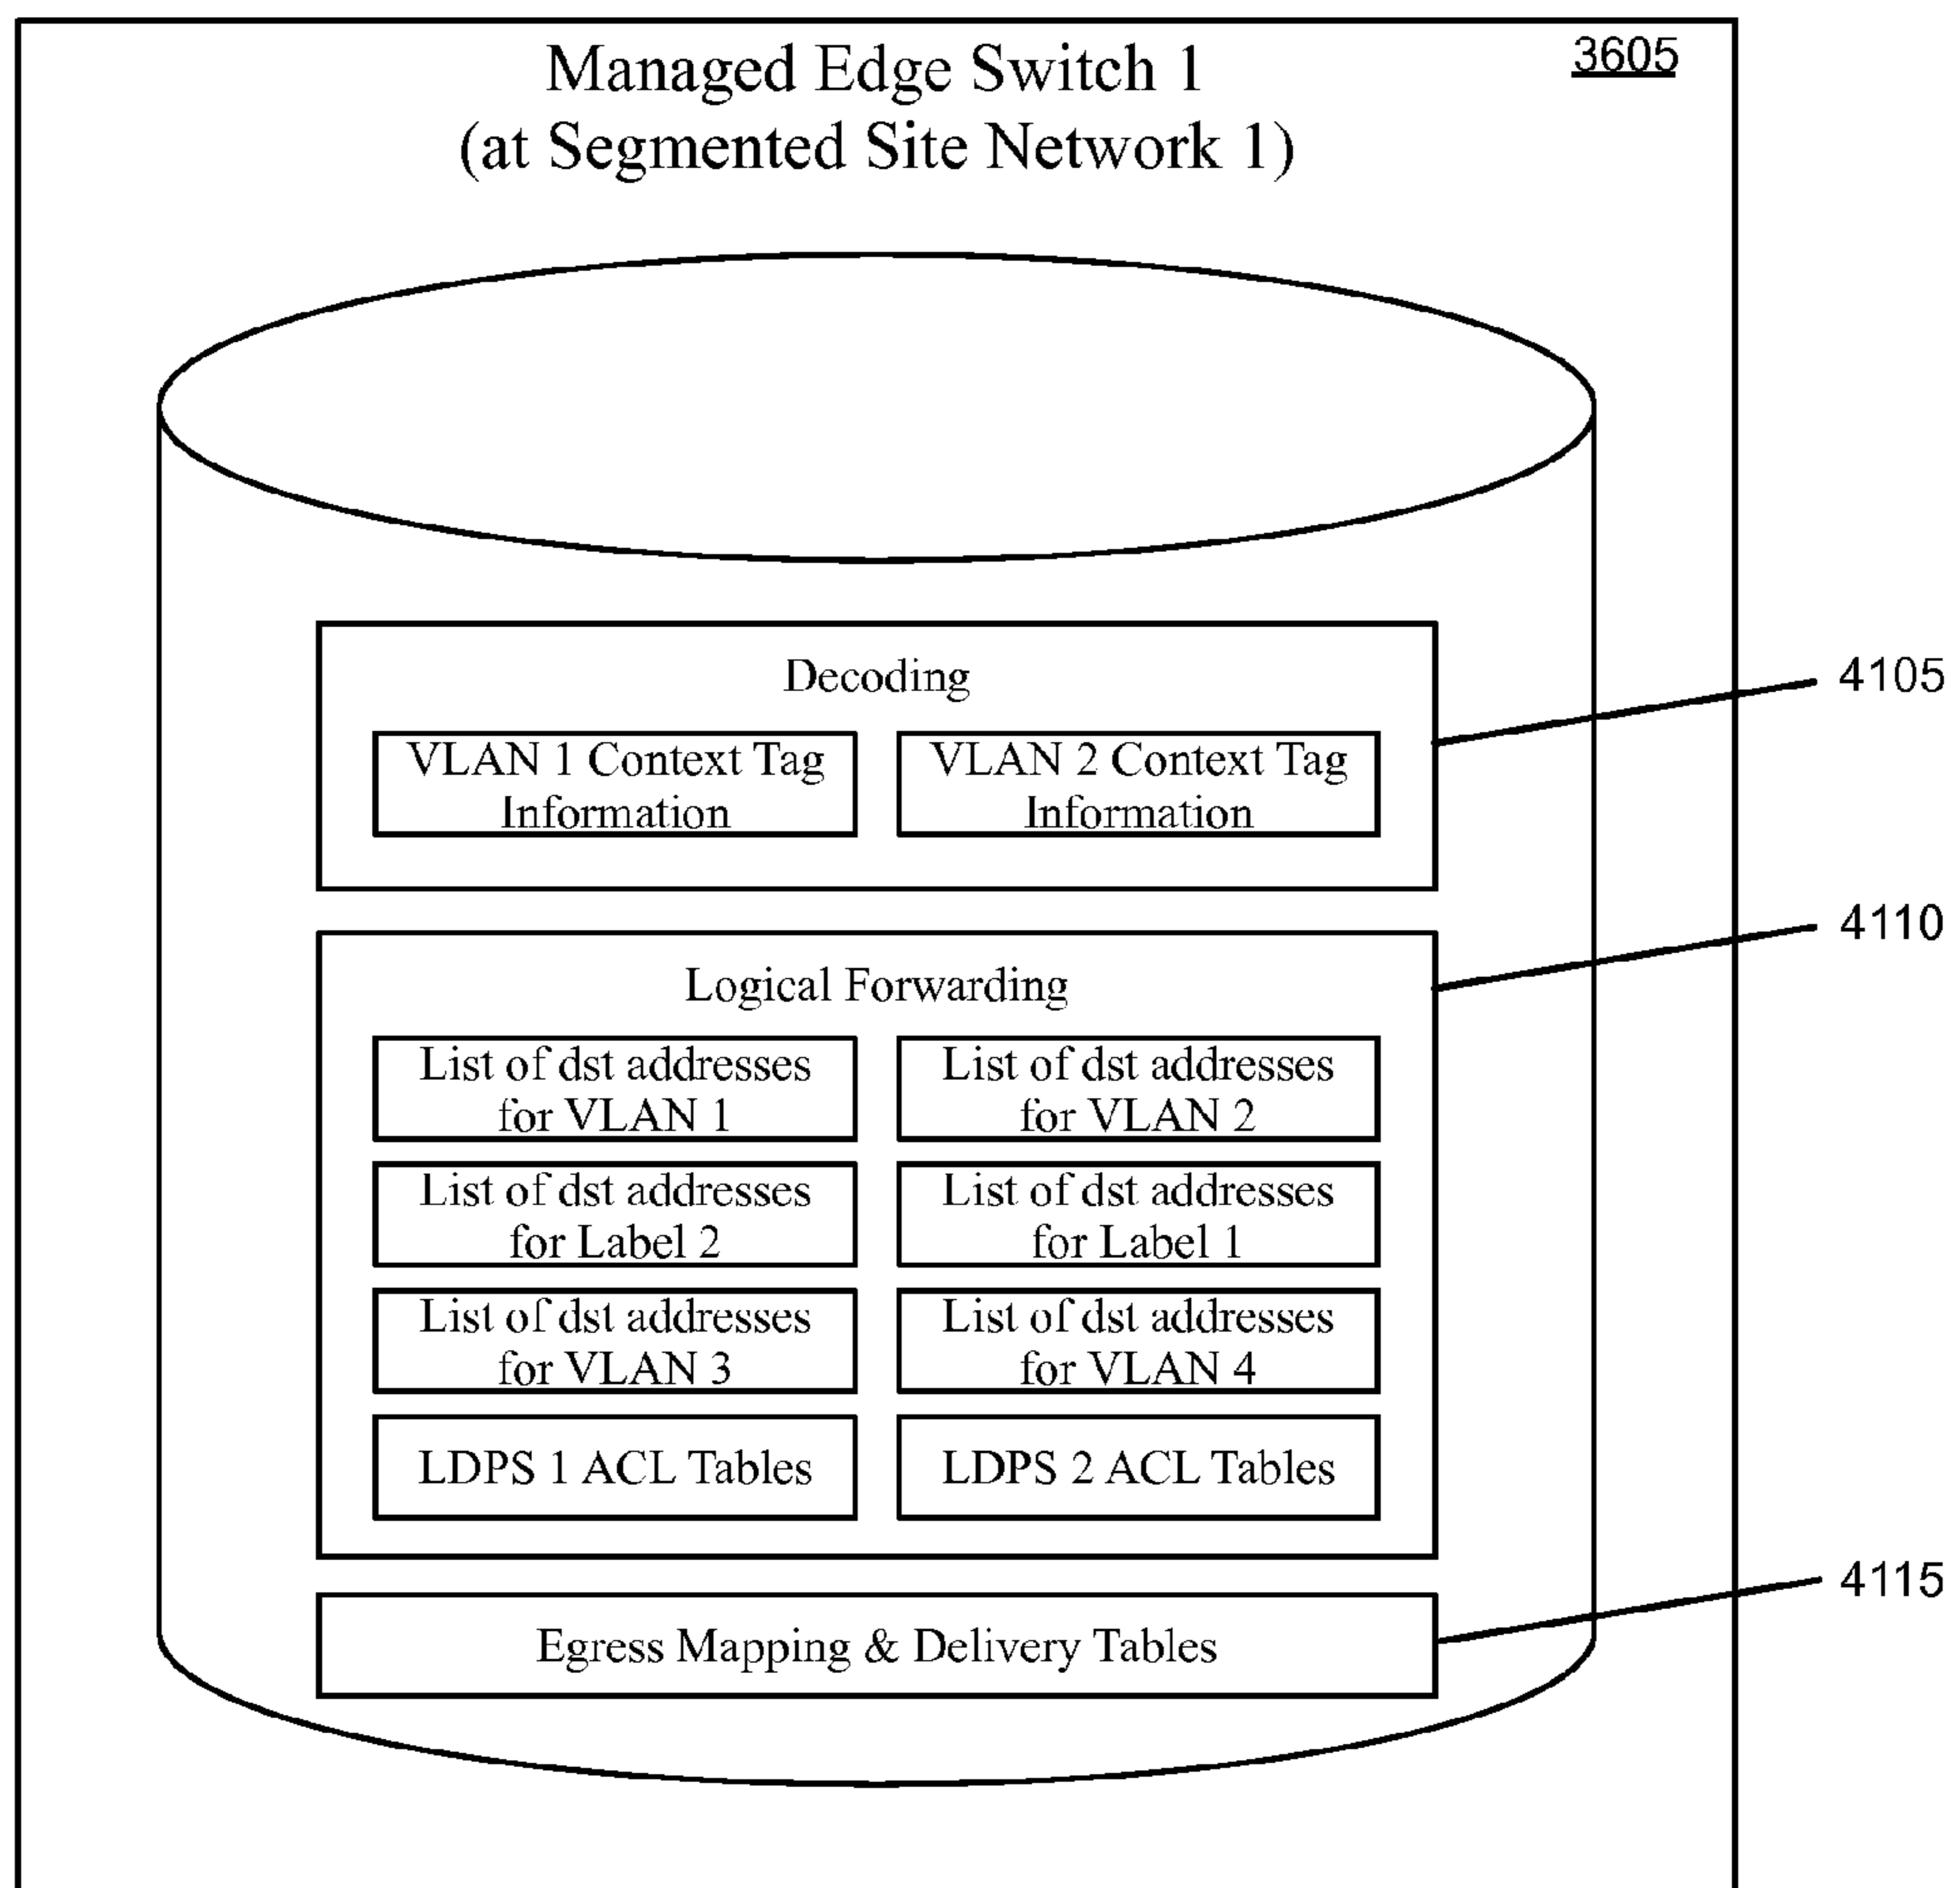 Managed Edge Switch 1
(at Segmented Site Network 1)
3605
Decoding
VLAN 1 Context Tag
Information
VLAN 2 Context Tag
Information
4105
Logical Forwarding
4110
List of dst addresses
for VLAN 1
List of dst addresses
for VLAN 2
List of dst addresses
for Label 2
List of dst addresses
for Label 1
List of dst addresses
for VLAN 3
List of dst addresses
for VLAN 4
LDPS 1 ACL Tables
LDPS 2 ACL Tables
Egress Mapping & Delivery Tables
4115